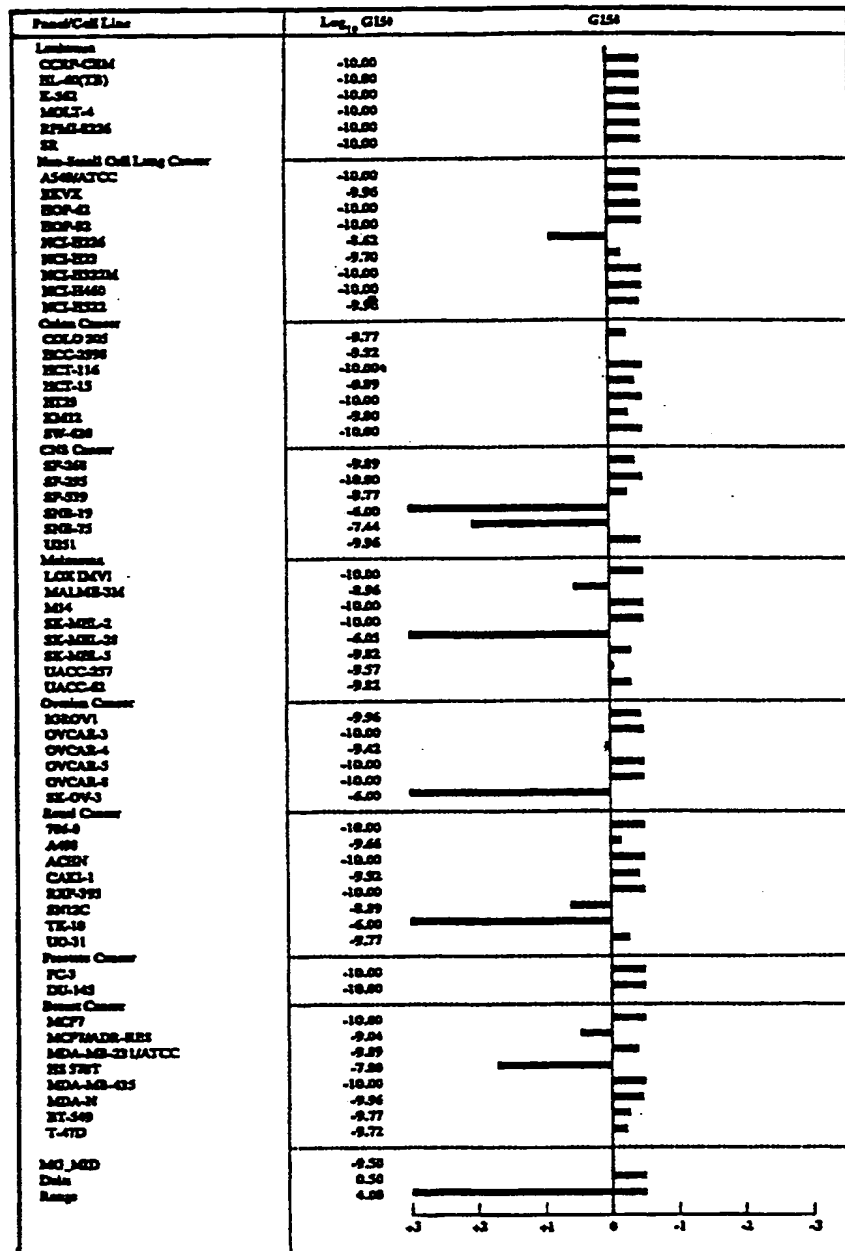 Panel/Cell Line Log10 GI50 GI50
Leukemia
CCRF-CEM -10.00
HL-60(TB) -10.00
K-562 -10.00
MOLT-4 -10.00
RPMI-8226 -10.00
SR -10.00
Non-Small Cell Lung Cancer
A549/ATCC -10.00
EKVX -9.96
HOP-62 -10.00
HOP-92 -10.00
NCI-H226 -8.62
NCI-H23 -9.70
NCI-H322M -10.00
NCI-H460 -10.00
NCI-H522 -9.96
Colon Cancer
COLO 205 -9.77
HCC-2998 -9.52
HCT-116 -10.00
HCT-15 -9.89
HT29 -10.00
KM12 -9.80
SW-620 -10.00
CNS Cancer
SF-268 -9.89
SF-295 -10.00
SF-539 -9.77
SNB-19 -6.00
SNB-75 -7.44
U251 -9.96
Melanoma
LOX IMVI -10.00
MALME-3M -8.96
M14 -10.00
SK-MEL-2 -10.00
SK-MEL-28 -6.05
SK-MEL-5 -9.82
UACC-257 -9.57
UACC-62 -9.82
Ovarian Cancer
IGROV1 -9.96
OVCAR-3 -10.00
OVCAR-4 -9.42
OVCAR-5 -10.00
OVCAR-8 -10.00
SK-OV-3 -6.00
Renal Cancer
786-0 -10.00
A498 -9.66
ACHN -10.00
CAKI-1 -9.92
RXF-393 -10.00
SN12C -8.89
TK-10 -6.00
UO-31 -9.77
Prostate Cancer
PC-3 -10.00
DU-145 -10.00
Breast Cancer
MCF7 -10.00
MCF7/ADR-RES -9.04
MDA-MB-231/ATCC -9.89
HS 578T -7.80
MDA-MB-435 -10.00
MDA-N -9.96
BT-549 -9.77
T-47D -9.72
MG_MID -9.50
Delta 0.50
Range 4.00
+3 +2 +1 0 -1 -2 -3